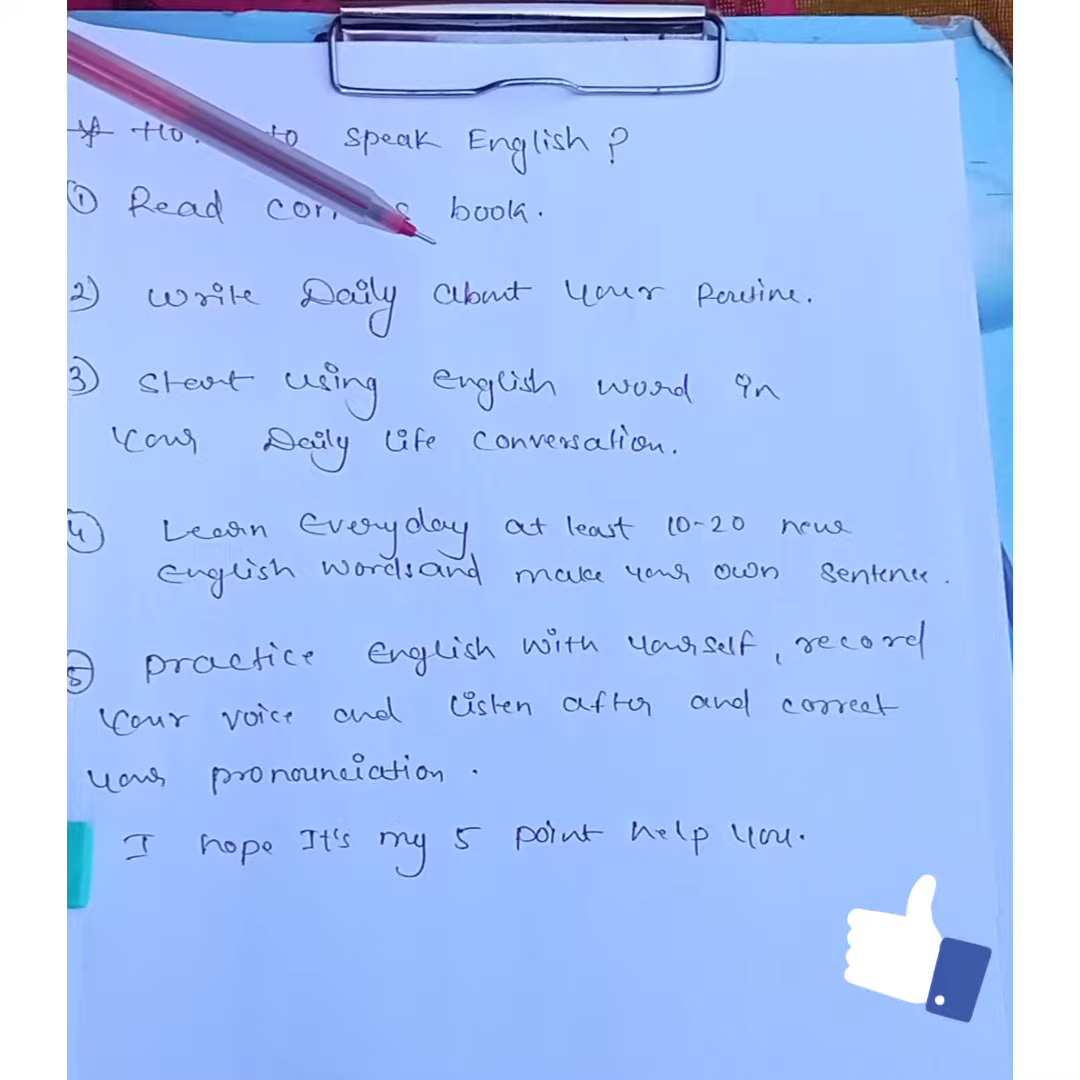 to speak English ?
① Read book.
2) Write Daily about your Routine.
3) Start using english word in
your Daily life conversation.
4) Learn Everyday at least 10-20 new
English words and make your own sentence.
5) practice english with yourself, record
your voice and listen after and correct
your pronounciation.
I hope It's my 5 point help you.